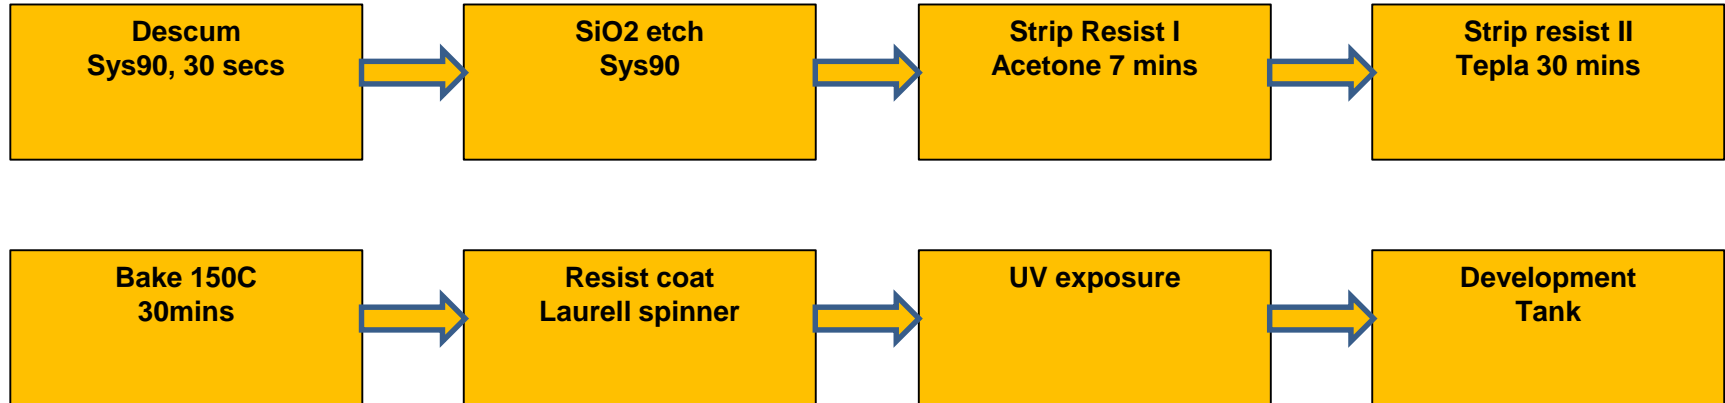 Descum
Sys90, 30 secs
SiO2 etch
Sys90
Strip Resist I
Acetone 7 mins
Strip resist II
Tepla 30 mins
Bake 150C
30mins
Resist coat
Laurell spinner
UV exposure
Development
Tank